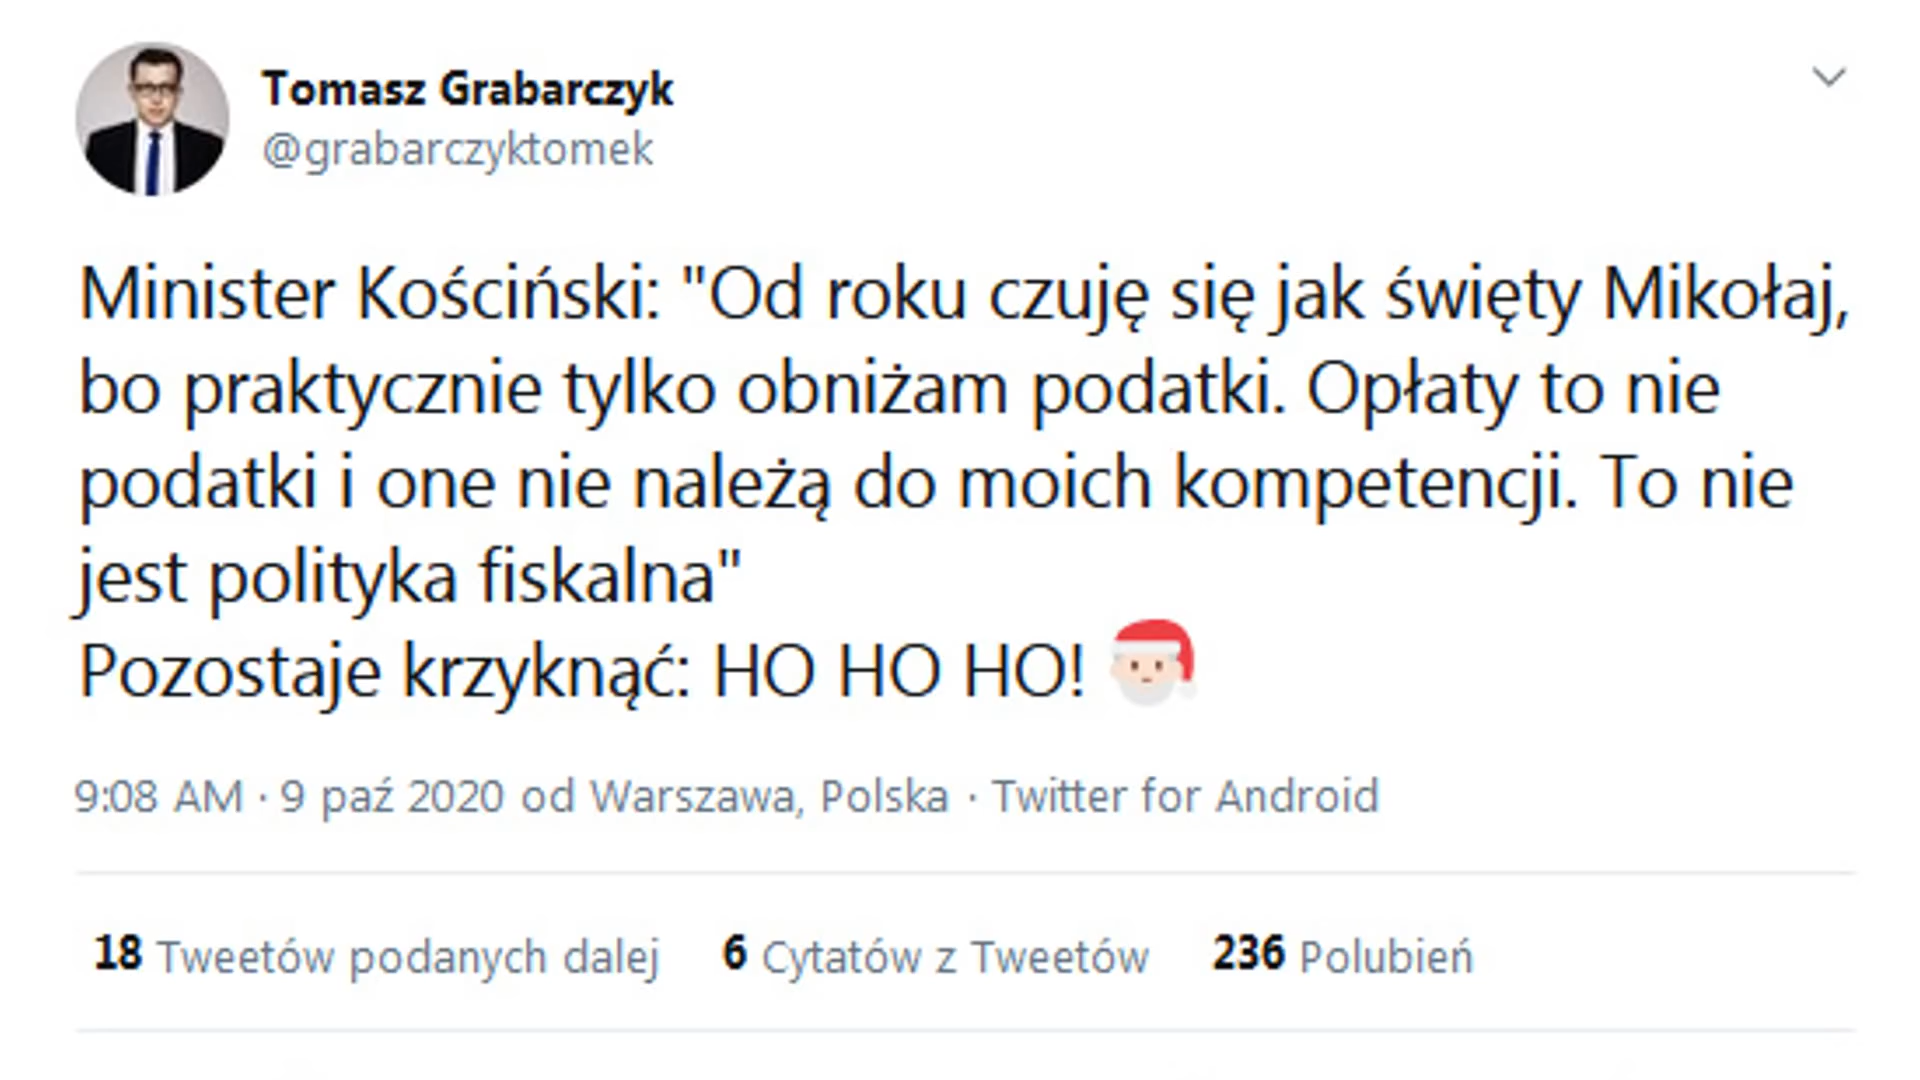 Tomasz Grabarczyk
@grabarczyktomek
Minister Kościński: "Od roku czuję się jak święty Mikołaj,
bo praktycznie tylko obniżam podatki. Opłaty to nie
podatki i one nie należą do moich kompetencji. To nie
jest polityka fiskalna"
Pozostaje krzyknąć: HO HO HO! 🎅
9:08 AM · 9 paź 2020 od Warszawa, Polska · Twitter for Android
18 Tweetów podanych dalej 6 Cytatów z Tweetów 236 Polubień